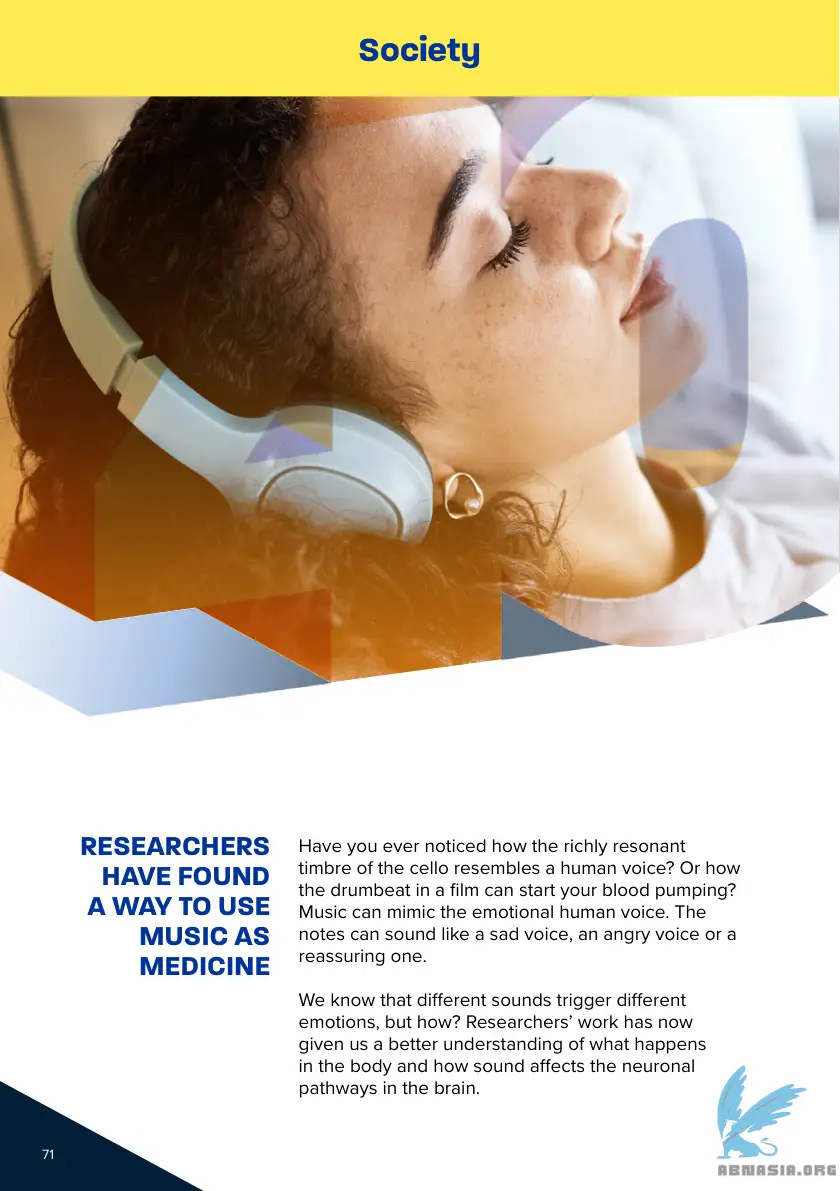 Society
RESEARCHERS
HAVE FOUND
A WAY TO USE
MUSIC AS
MEDICINE
Have you ever noticed how the richly resonant
timbre of the cello resembles a human voice? Or how
the drumbeat in a film can start your blood pumping?
Music can mimic the emotional human voice. The
notes can sound like a sad voice, an angry voice or a
reassuring one.
We know that different sounds trigger different
emotions, but how? Researchers’ work has now
given us a better understanding of what happens
in the body and how sound affects the neuronal
pathways in the brain.
71
ABNASIA.ORG